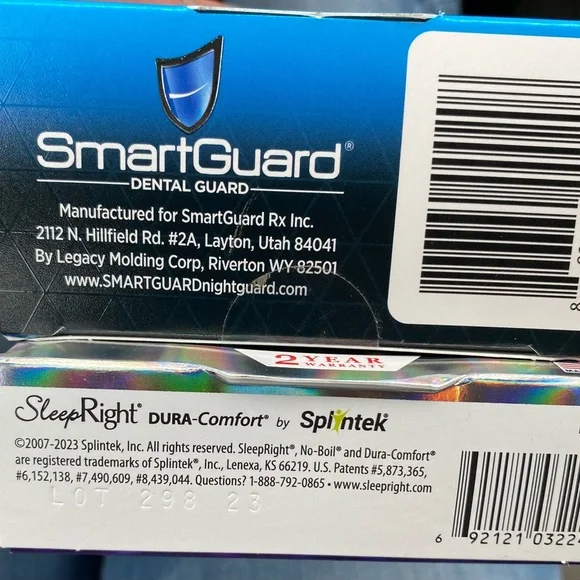 SmartGuard®
DENTAL GUARD
Manufactured for SmartGuard Rx Inc.
2112 N. Hillfield Rd. #2A, Layton, Utah 84041
By Legacy Molding Corp, Riverton WY 82501
www.SMARTGUARDnightguard.com
2 YEAR
WARRANTY
SleepRight® DURA-Comfort® by Splintek®
©2007-2023 Splintek, Inc. All rights reserved. SleepRight®, No-Boil® and Dura-Comfort®
are registered trademarks of Splintek®, Inc., Lenexa, KS 66219. U.S. Patents #5,873,365,
#6,152,138, #7,490,609, #8,439,044. Questions? 1-888-792-0865 • www.sleepright.com
LOT 298 23
6 92121 03224